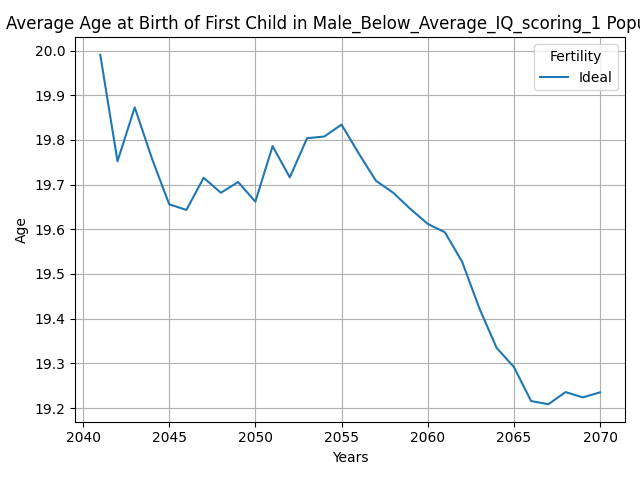 Average Age at Birth of First Child in Male_Below_Average_IQ_scoring_1
Fertility
Ideal
20.0
19.9
19.8
19.7
19.6
19.5
19.4
19.3
19.2
Age
2040 2045 2050 2055 2060 2065 2070
Years